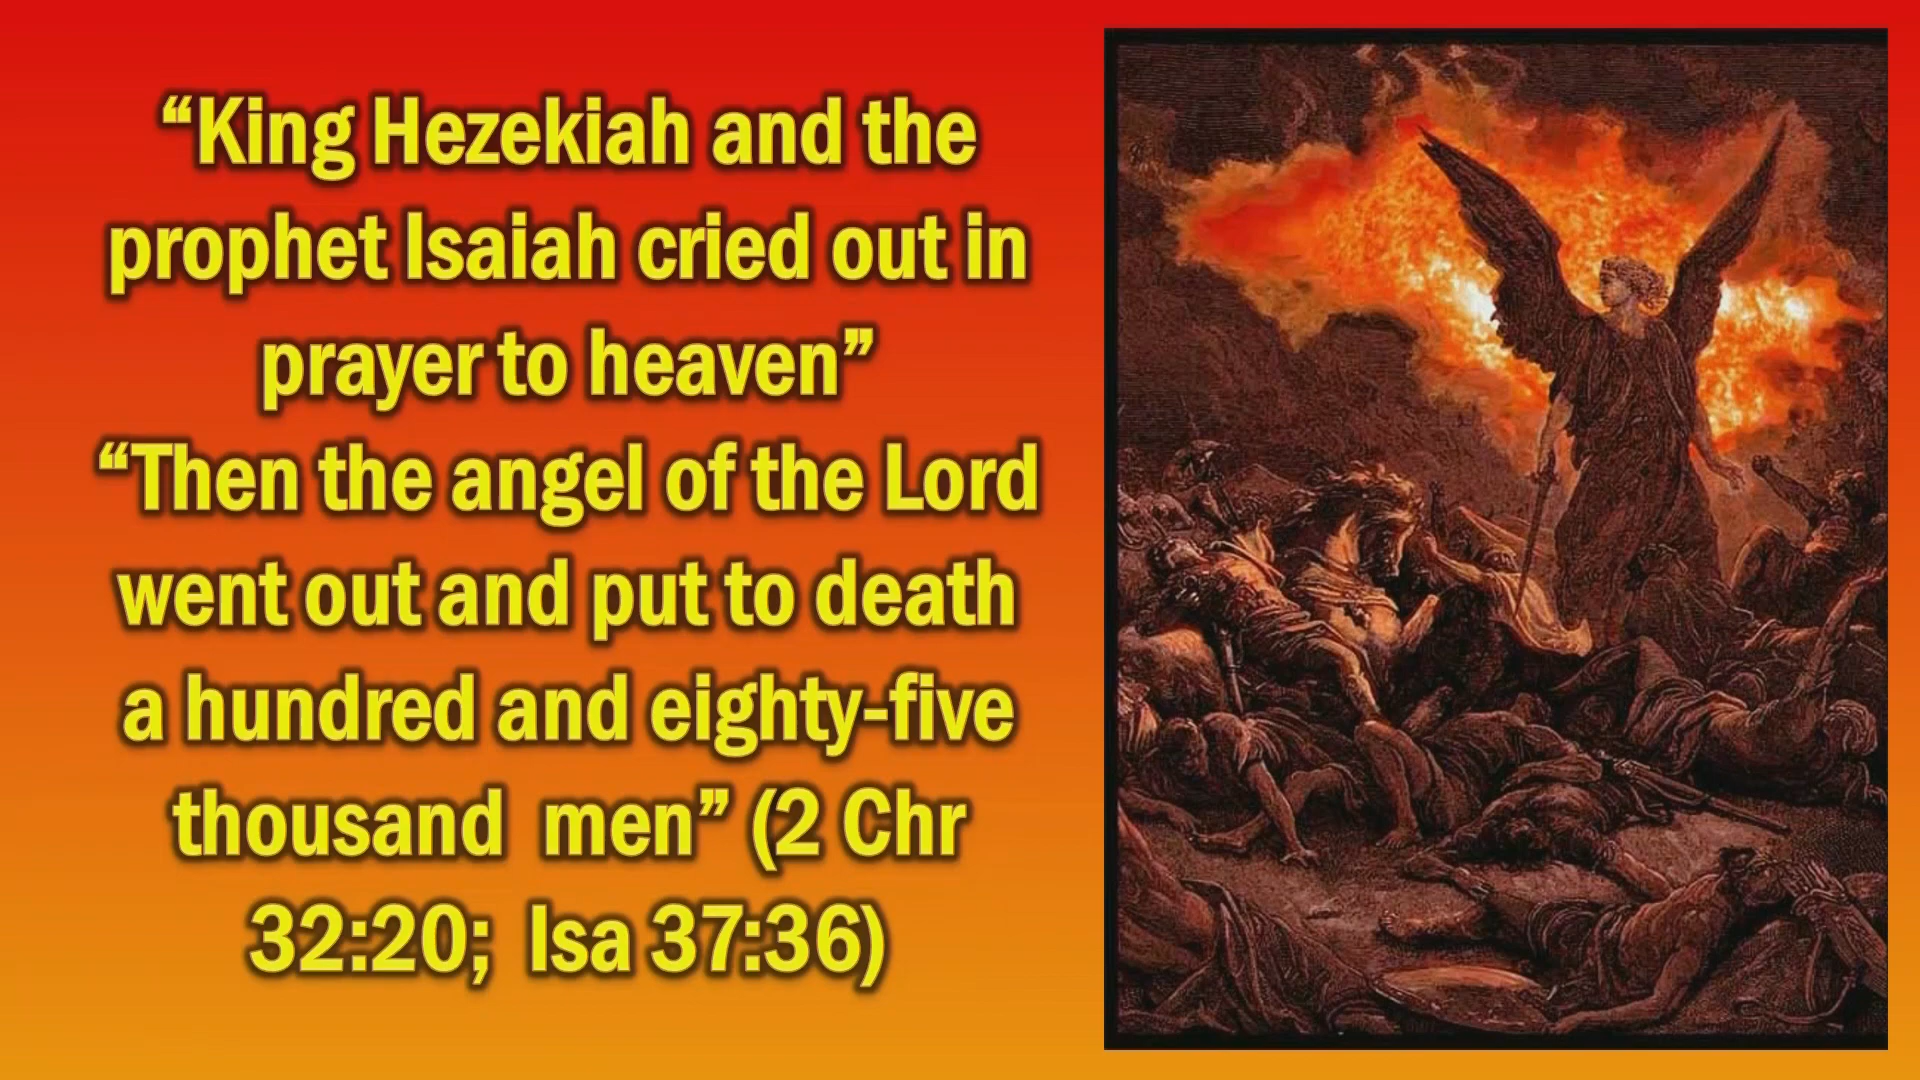 “King Hezekiah and the
prophet Isaiah cried out in
prayer to heaven”
“Then the angel of the Lord
went out and put to death
a hundred and eighty-five
thousand  men” (2 Chr
32:20;  Isa 37:36)